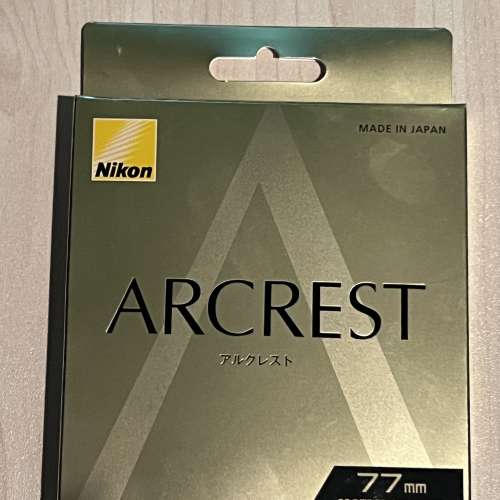 Nikon
MADE IN JAPAN
ARCREST
アルクレスト
77mm